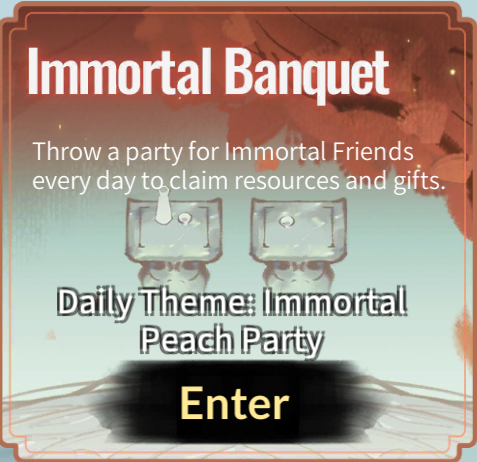 Immortal Banquet
Throw a party for Immortal Friends
every day to claim resources and gifts.
Daily Theme: Immortal
Peach Party
Enter